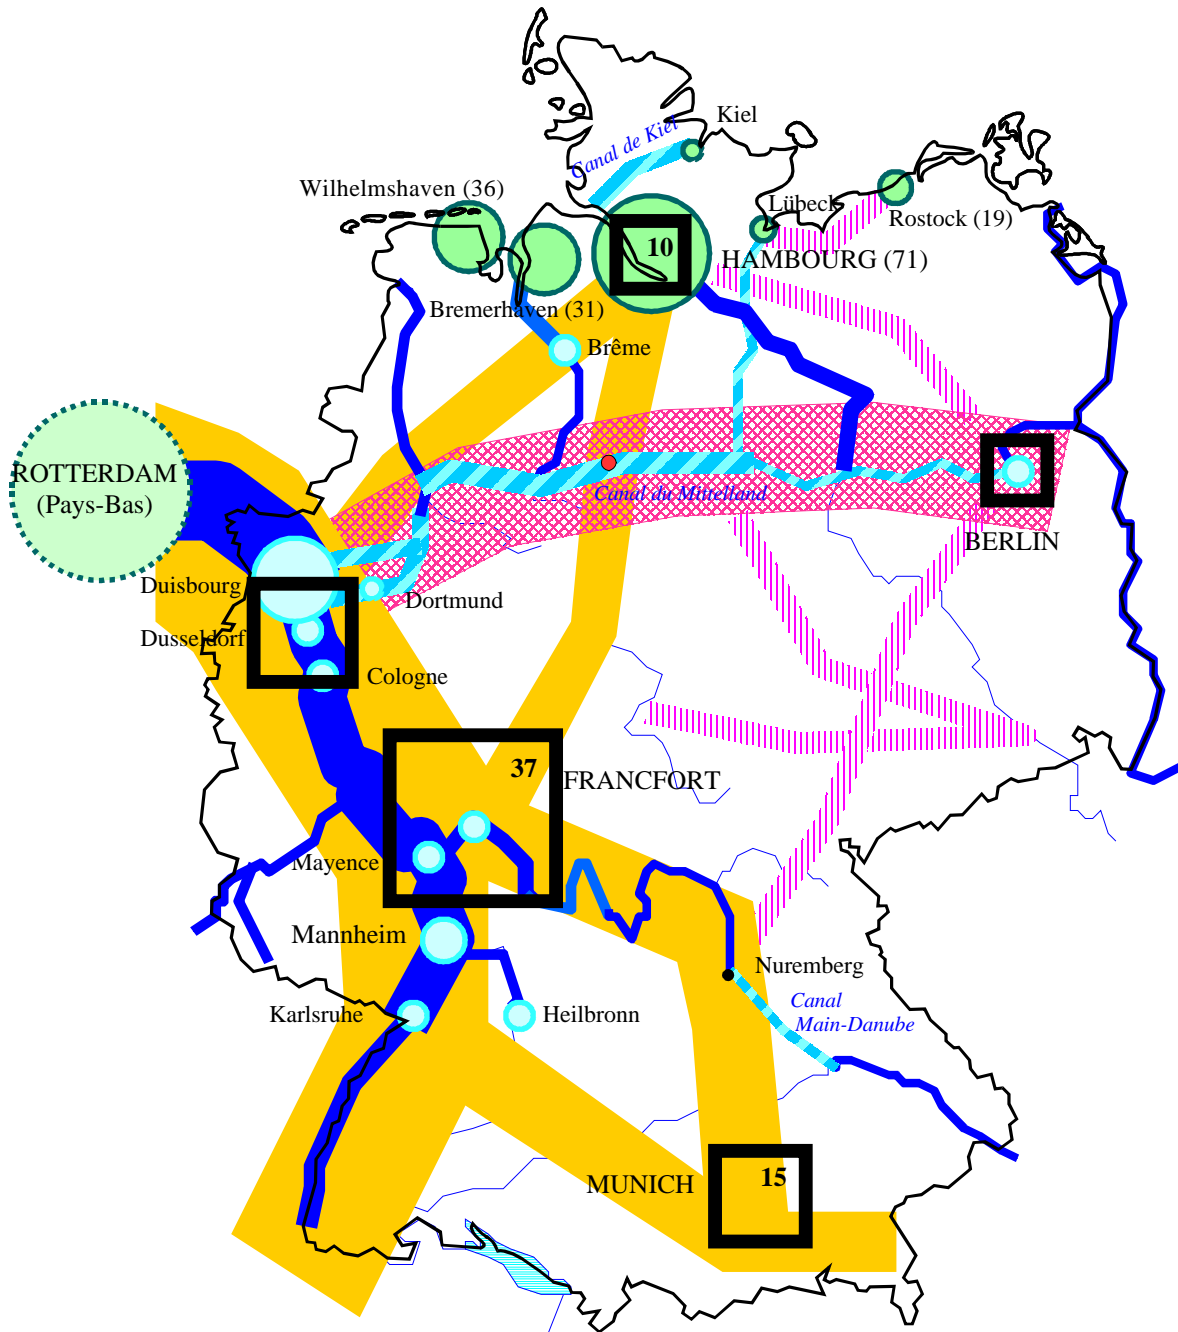 Kiel
Canal de Kiel
Wilhelmshaven (36)
Lübeck
Rostock (19)
10
HAMBOURG (71)
Bremerhaven (31)
Brême
ROTTERDAM
(Pays-Bas)
Canal du Mittelland
BERLIN
Duisbourg
Dortmund
Dusseldorf
Cologne
37
FRANCFORT
Mayence
Mannheim
Nuremberg
Karlsruhe
Heilbronn
Canal
Main-Danube
MUNICH
15